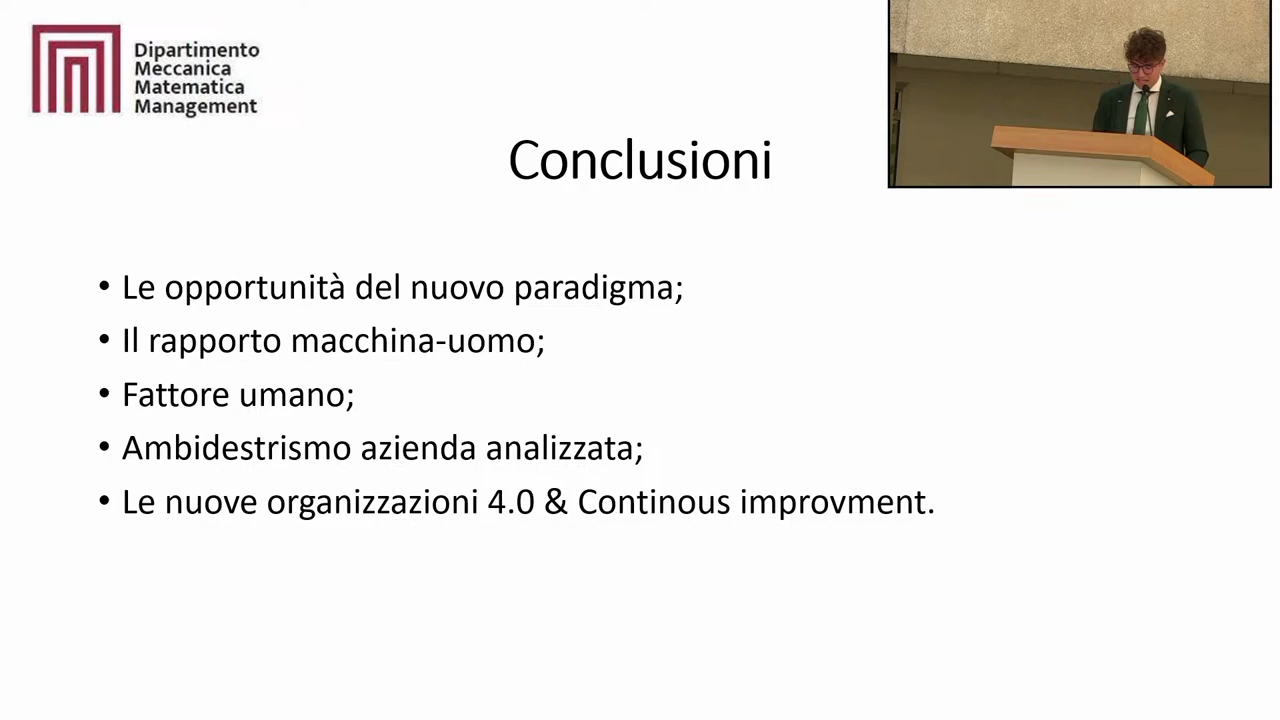 Dipartimento
Meccanica
Matematica
Management
Conclusioni
• Le opportunità del nuovo paradigma;
• Il rapporto macchina-uomo;
• Fattore umano;
• Ambidestrismo azienda analizzata;
• Le nuove organizzazioni 4.0 & Continous improvment.